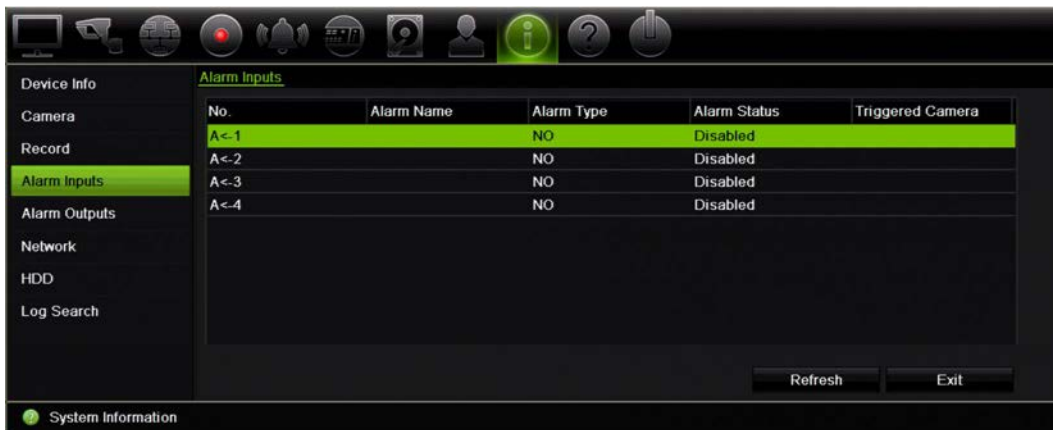 Device Info
Camera
Record
Alarm Inputs
Alarm Outputs
Network
HDD
Log Search
Alarm Inputs
No. Alarm Name Alarm Type Alarm Status Triggered Camera
A<-1 NO Disabled
A<-2 NO Disabled
A<-3 NO Disabled
A<-4 NO Disabled
Refresh Exit
System Information